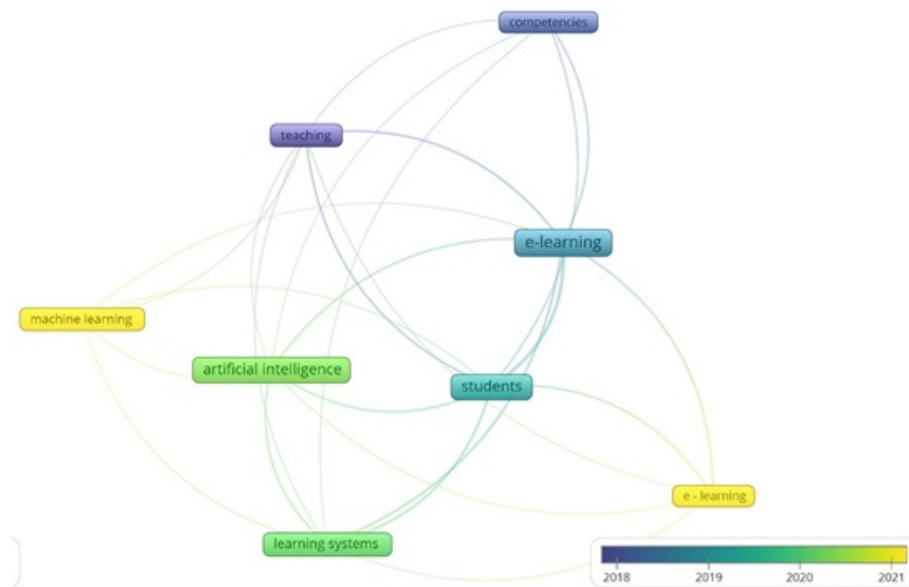 competencies
teaching
e-learning
machine learning
artificial intelligence
students
e - learning
learning systems
2018 2019 2020 2021